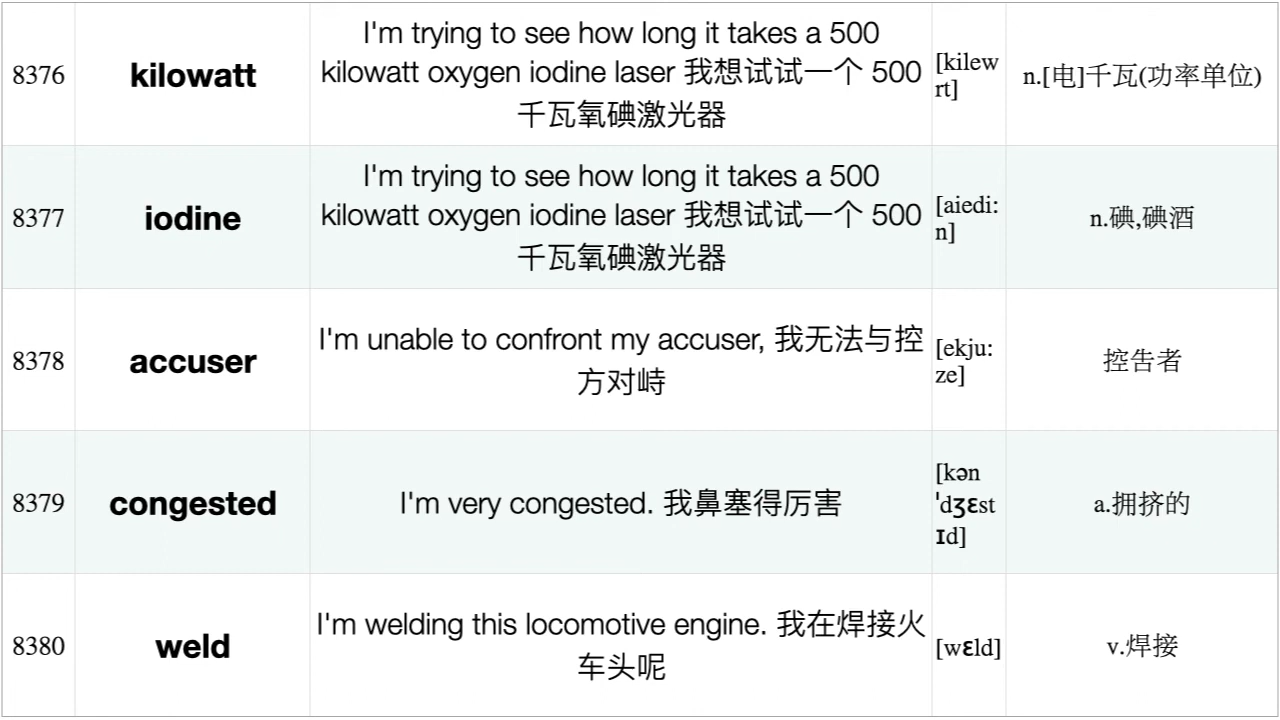 8376
kilowatt
I'm trying to see how long it takes a 500
kilowatt oxygen iodine laser 我想试试一个 500
千瓦氧碘激光器
[kilew
rt]
n.[电]千瓦(功率单位)
8377
iodine
I'm trying to see how long it takes a 500
kilowatt oxygen iodine laser 我想试试一个 500
千瓦氧碘激光器
[aiedi:
n]
n.碘,碘酒
8378
accuser
I'm unable to confront my accuser, 我无法与控
方对峙
[ekju:
ze]
控告者
8379
congested
I'm very congested. 我鼻塞得厉害
[kən
ˈdʒɛst
ɪd]
a.拥挤的
8380
weld
I'm welding this locomotive engine. 我在焊接火
车头呢
[wɛld]
v.焊接